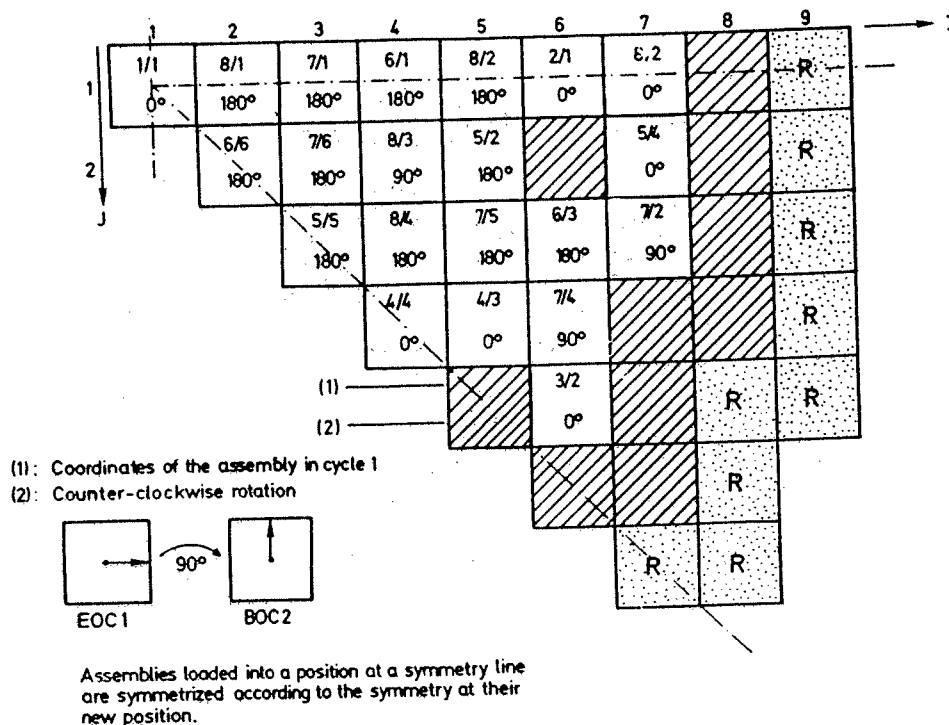 1 2 3 4 5 6 7 8 9
1
1/1 8/1 7/1 6/1 8/2 2/1 8,2 R
0° 180° 180° 180° 180° 0° 0°
2
6/6 7/6 8/3 5/2 5/4 R
180° 180° 90° 180° 0°
J
5/5 8/4 7/5 6/3 7/2 R
180° 180° 180° 180° 90°
4/4 4/3 7/4 R
0° 0° 90°
(1) 3/2 R R
(2) 0°
(1): Coordinates of the assembly in cycle 1
(2): Counter-clockwise rotation
R
90°
R R
EOC1 BOC2
Assemblies loaded into a position at a symmetry line
are symmetrized according to the symmetry at their
new position.